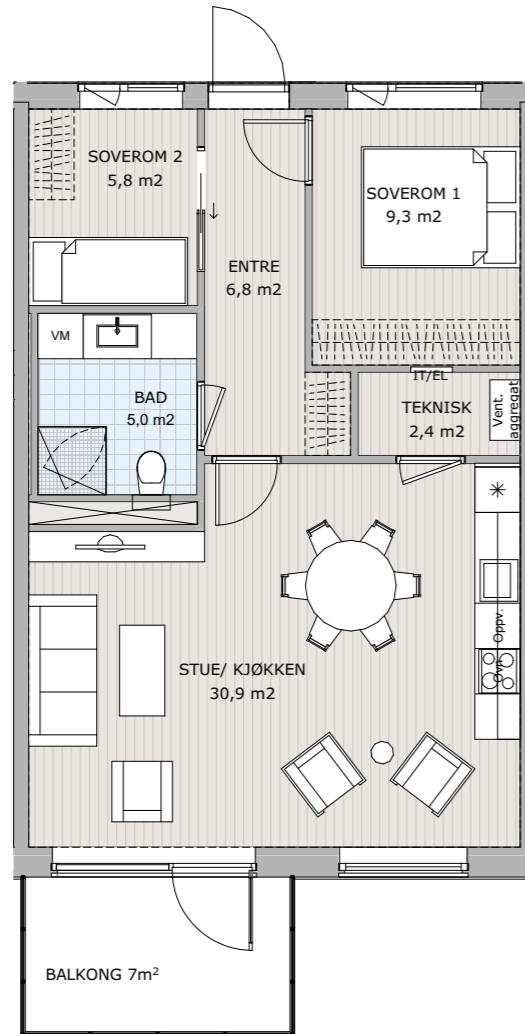 SOVEROM 2
5,8 m2
SOVEROM 1
9,3 m2
ENTRE
6,8 m2
VM
BAD
5,0 m2
IT/EL
TEKNISK
2,4 m2
Vent.
aggregat
STUE/ KJØKKEN
30,9 m2
Oppv.
Ovn
BALKONG 7m²